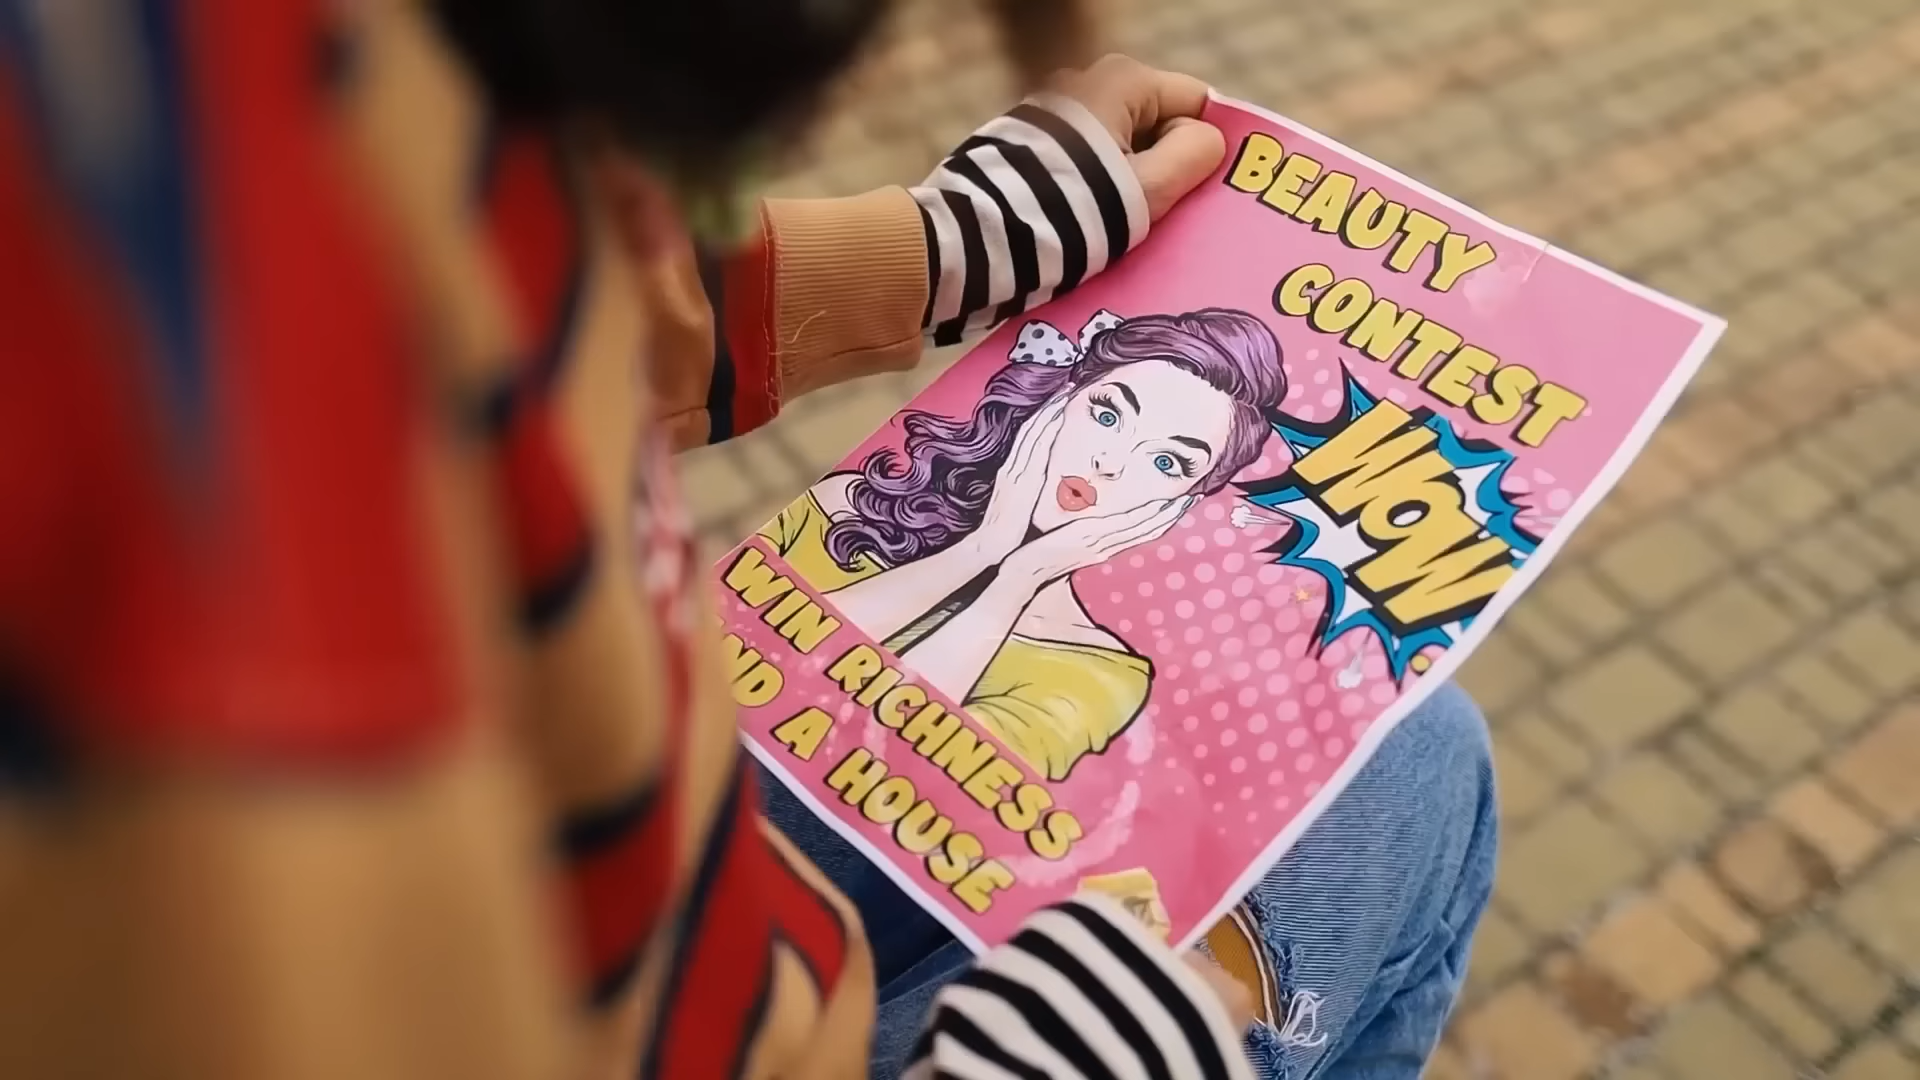 BEAUTY
CONTEST
WOW
WIN RICHNESS
AND A HOUSE